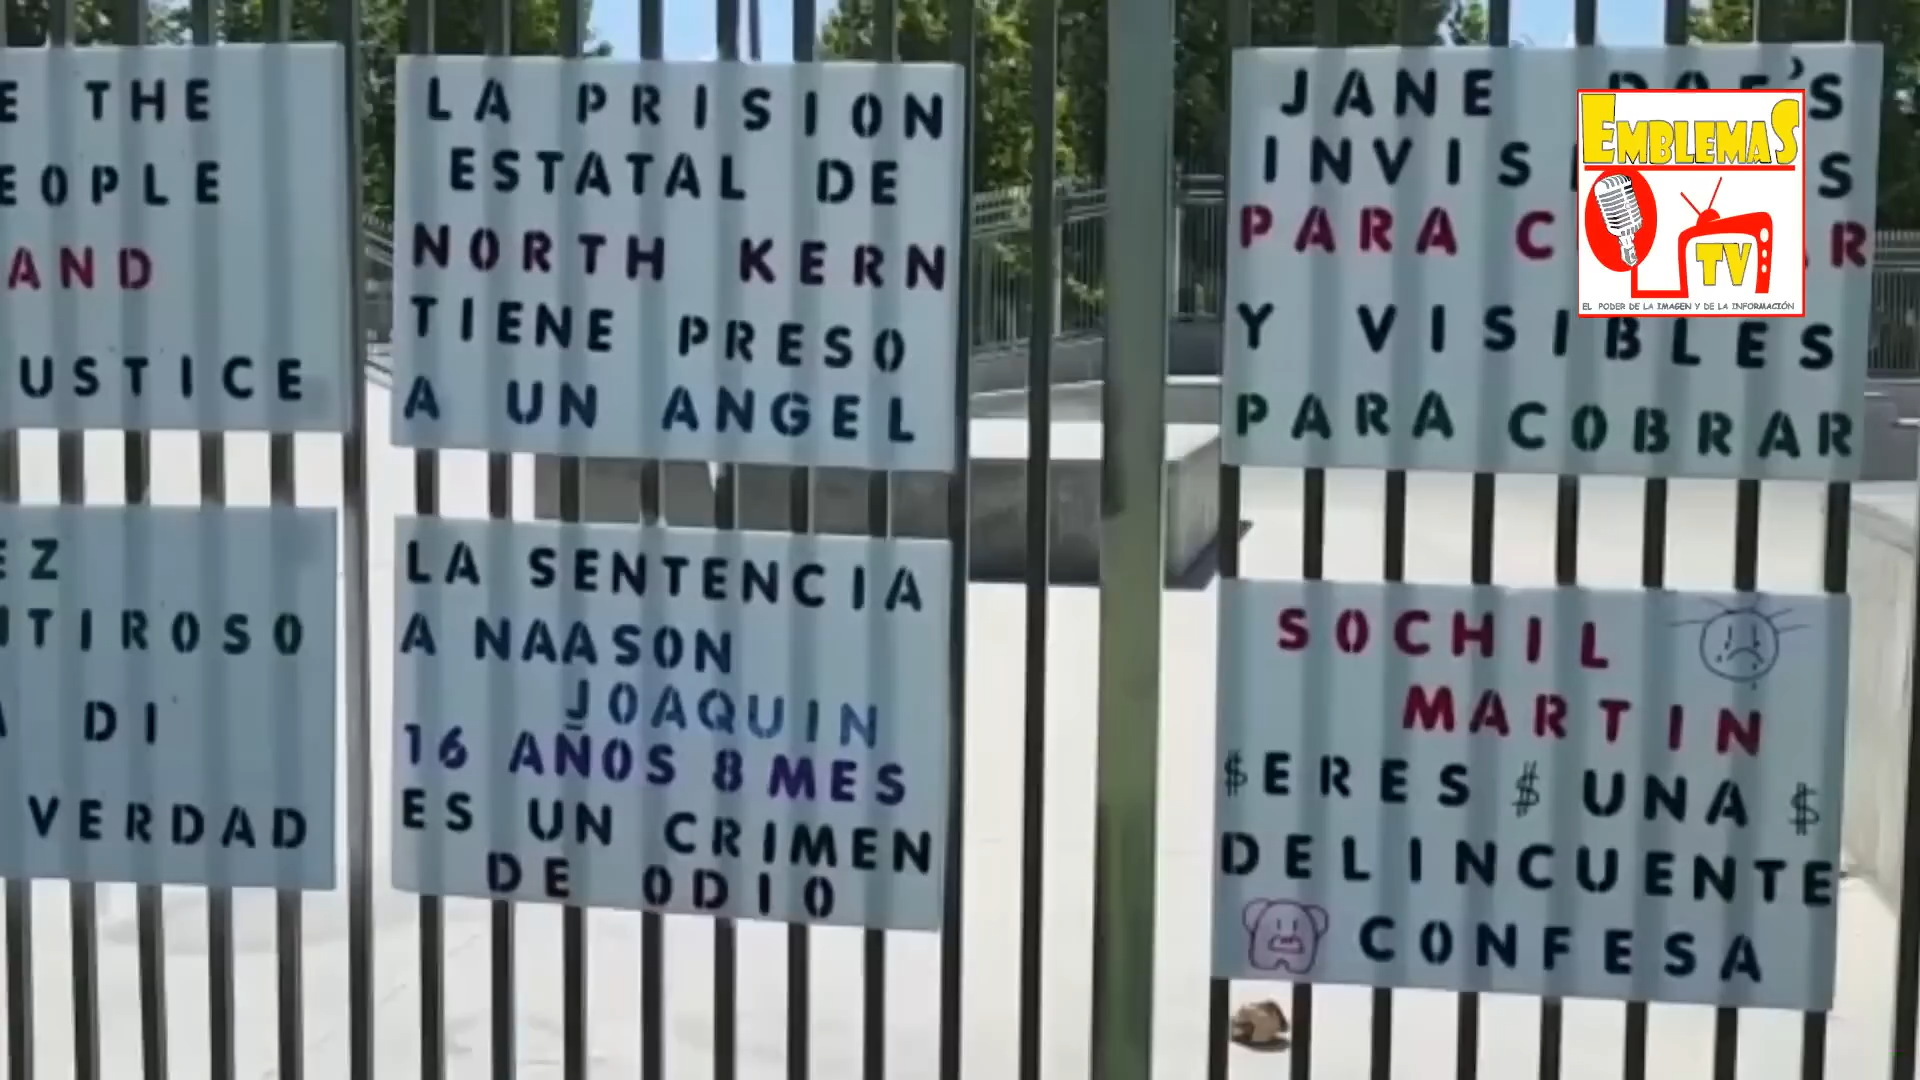 E THE
EOPLE
AND
USTICE
LA PRISION
ESTATAL DE
NORTH KERN
TIENE PRESO
A UN ANGEL
JANE DOE'S
INVIS S
PARA C R
Y VISIBLES
PARA COBRAR
EMBLEMAS
TV
EL PODER DE LA IMAGEN Y DE LA INFORMACIÓN
EZ
TIROSO
DI
VERDAD
LA SENTENCIA
A NAASON
JOAQUIN
16 AÑOS 8 MES
ES UN CRIMEN
DE ODIO
SOCHIL
MARTIN
$ERES $ UNA $
DELINCUENTE
CONFESA